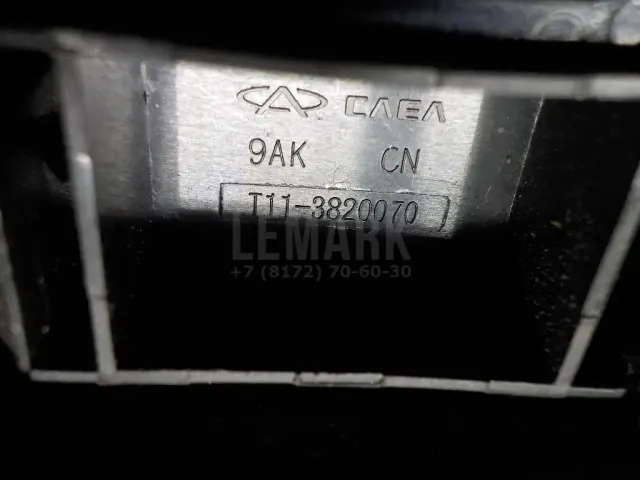 CAEA
9AK CN
T11-3820070
LEMARK
+7 (8172) 70-60-30